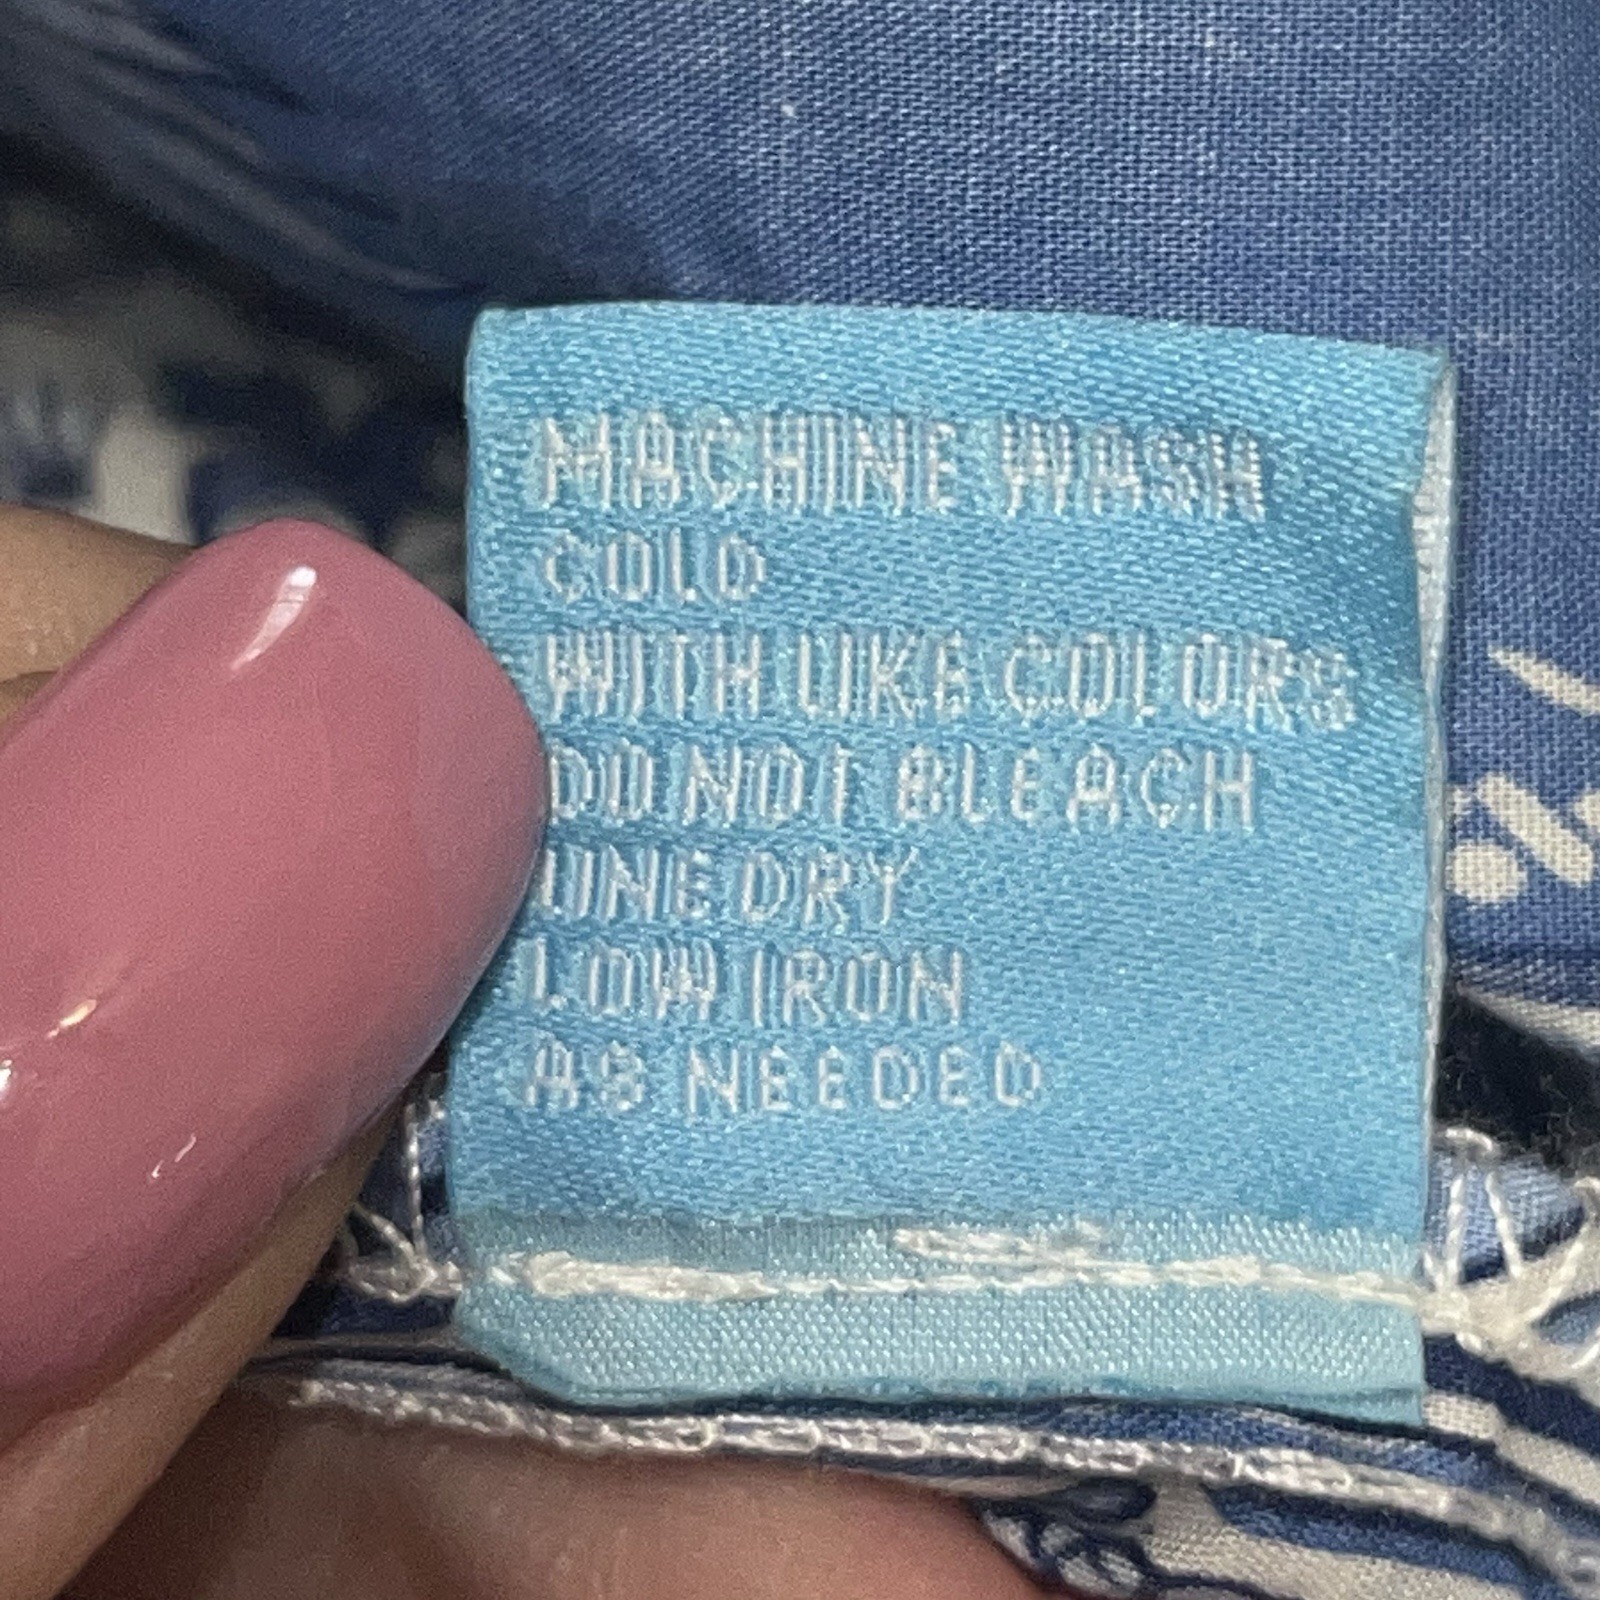 MACHINE WASH
COLD
WITH LIKE COLORS
DO NOT BLEACH
LINE DRY
LOW IRON
AS NEEDED